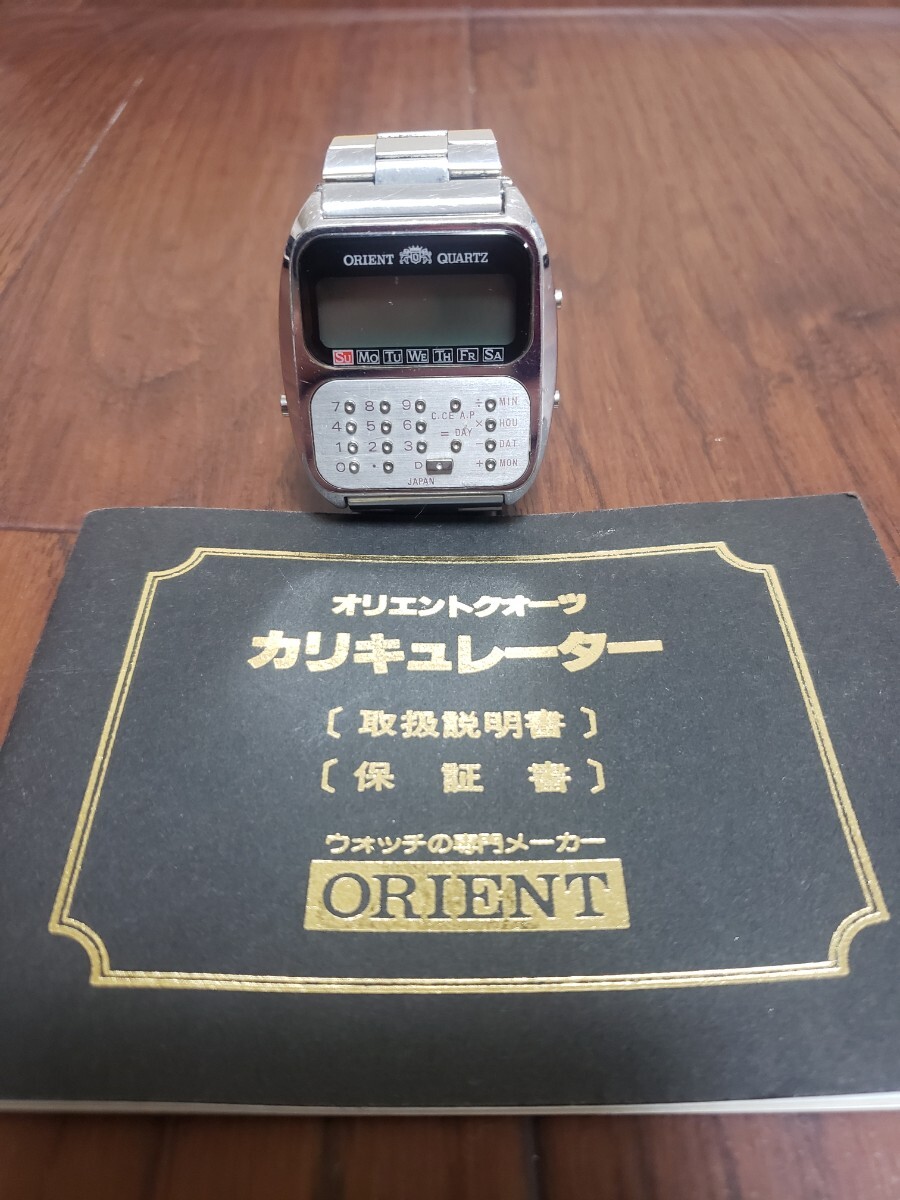 ORIENT QUARTZ
Su Mo Tu We Th Fr Sa
7 8 9 ÷ MIN
C·CE A·P
4 5 6 × HOU
= DAY
1 2 3 − DAT
0 · D + MON
JAPAN
オリエントクオーツ
カリキュレーター
〔取扱説明書〕
〔保証書〕
ウォッチの専門メーカー
ORIENT